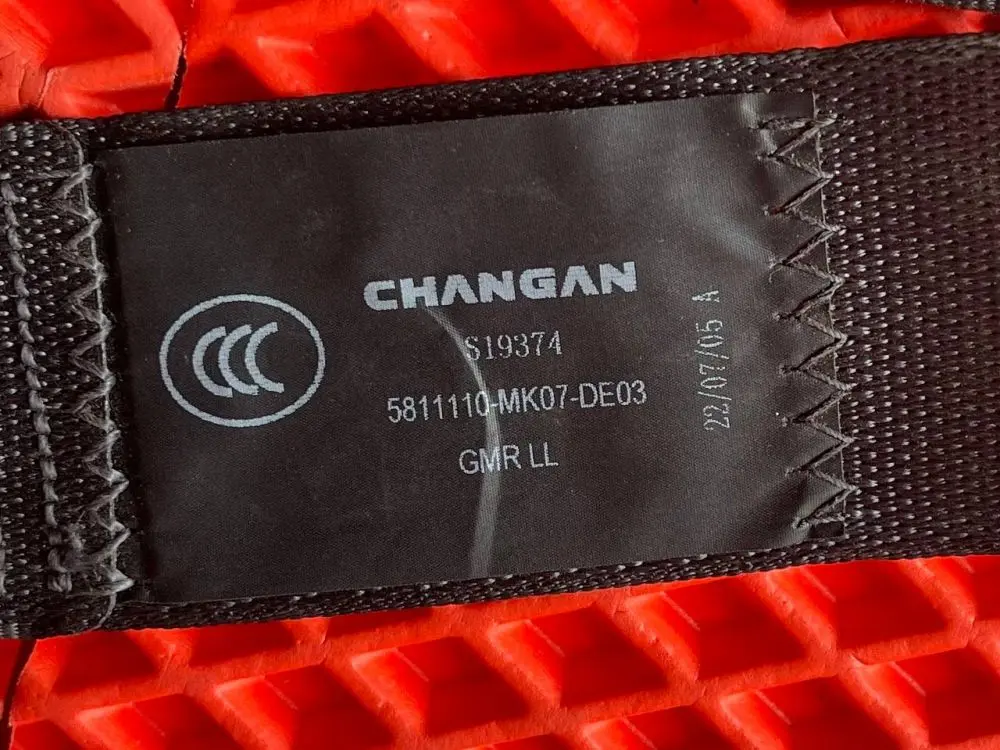 CCC
CHANGAN
S19374
5811110-MK07-DE03
GMR LL
22/07/05 A